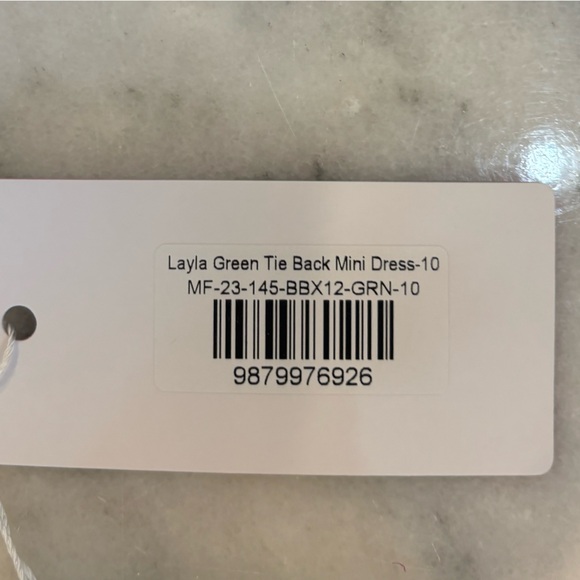 Layla Green Tie Back Mini Dress-10
MF-23-145-BBX12-GRN-10
9879976926